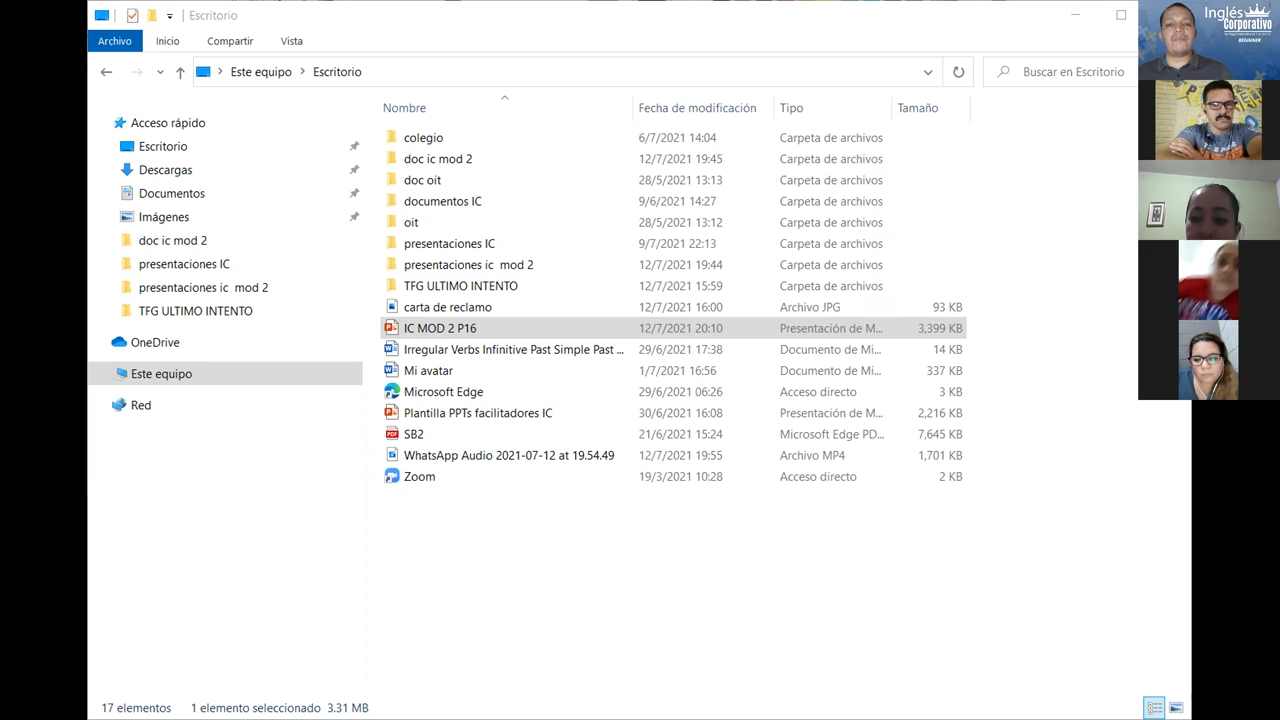 Escritorio
Archivo Inicio Compartir Vista
Este equipo > Escritorio
Buscar en Escritorio
Acceso rápido
Escritorio
Descargas
Documentos
Imágenes
doc ic mod 2
presentaciones IC
presentaciones ic mod 2
TFG ULTIMO INTENTO
OneDrive
Este equipo
Red
Nombre Fecha de modificación Tipo Tamaño
colegio 6/7/2021 14:04 Carpeta de archivos
doc ic mod 2 12/7/2021 19:45 Carpeta de archivos
doc oit 28/5/2021 13:13 Carpeta de archivos
documentos IC 9/6/2021 14:27 Carpeta de archivos
oit 28/5/2021 13:12 Carpeta de archivos
presentaciones IC 9/7/2021 22:13 Carpeta de archivos
presentaciones ic mod 2 12/7/2021 19:44 Carpeta de archivos
TFG ULTIMO INTENTO 12/7/2021 15:59 Carpeta de archivos
carta de reclamo 12/7/2021 16:00 Archivo JPG 93 KB
IC MOD 2 P16 12/7/2021 20:10 Presentación de M... 3,399 KB
Irregular Verbs Infinitive Past Simple Past ... 29/6/2021 17:38 Documento de Mi... 14 KB
Mi avatar 1/7/2021 16:56 Documento de Mi... 337 KB
Microsoft Edge 29/6/2021 06:26 Acceso directo 3 KB
Plantilla PPTs facilitadores IC 30/6/2021 16:08 Presentación de M... 2,216 KB
SB2 21/6/2021 15:24 Microsoft Edge PD... 7,645 KB
WhatsApp Audio 2021-07-12 at 19.54.49 12/7/2021 19:55 Archivo MP4 1,701 KB
Zoom 19/3/2021 10:28 Acceso directo 2 KB
17 elementos 1 elemento seleccionado 3.31 MB
Inglés
Corporativo
BEGINNER